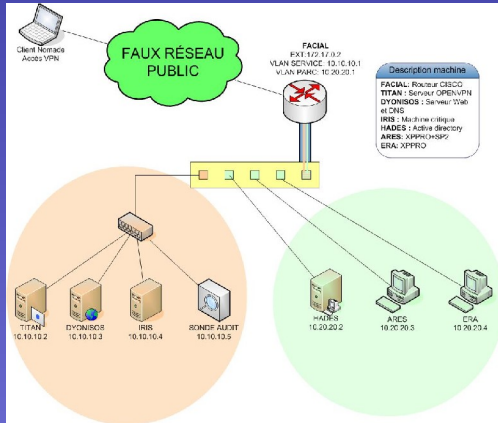 Client Nomade
Accès VPN
FAUX RÉSEAU
PUBLIC
FACIAL
EXT:172.17.0.2
VLAN SERVICE: 10.10.10.1
VLAN PARC: 10.20.20.1
Description machine
FACIAL: Routeur CISCO
TITAN : Serveur OPENVPN
DYONISOS : Serveur Web
et DNS
IRIS : Machine critique
HADES : Active directory
ARES: XPPRO+SP2
ERA: XPPRO
TITAN
10.10.10.2
DYONISOS
10.10.10.3
IRIS
10.10.10.4
SONDE AUDIT
10.10.10.5
HADES
10.20.20.2
ARES
10.20.20.3
ERA
10.20.20.4